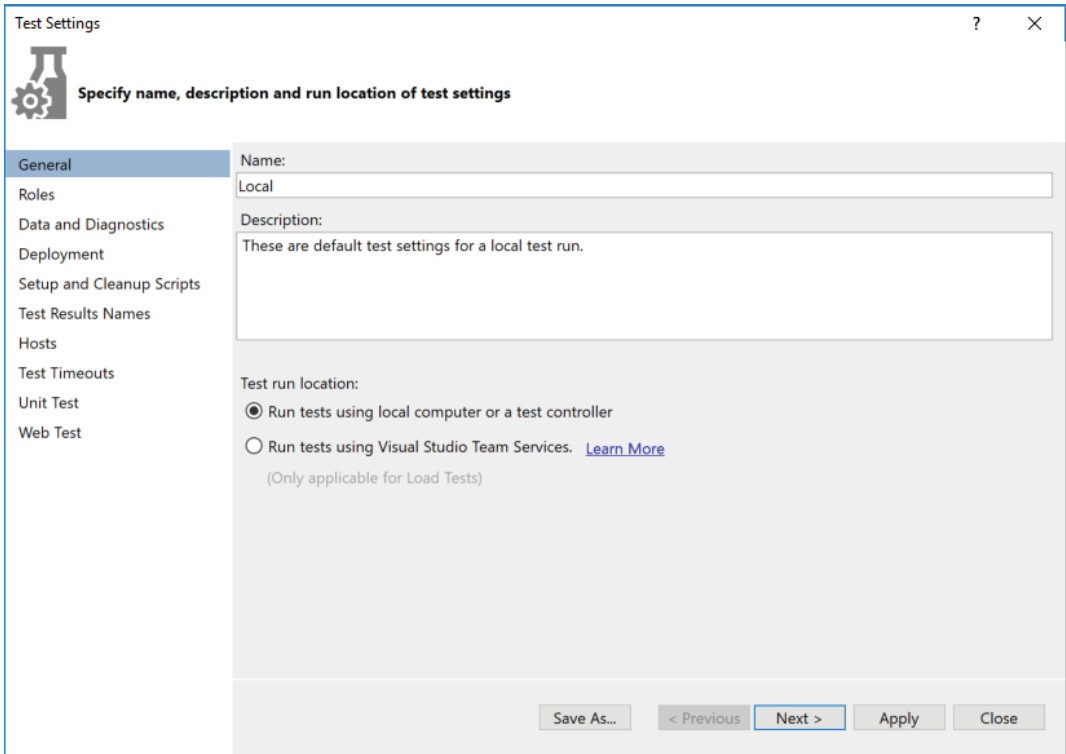 Test Settings
?
Specify name, description and run location of test settings
General
Roles
Data and Diagnostics
Deployment
Setup and Cleanup Scripts
Test Results Names
Hosts
Test Timeouts
Unit Test
Web Test
Name:
Local
Description:
These are default test settings for a local test run.
Test run location:
Run tests using local computer or a test controller
Run tests using Visual Studio Team Services. Learn More
(Only applicable for Load Tests)
Save As... < Previous Next > Apply Close